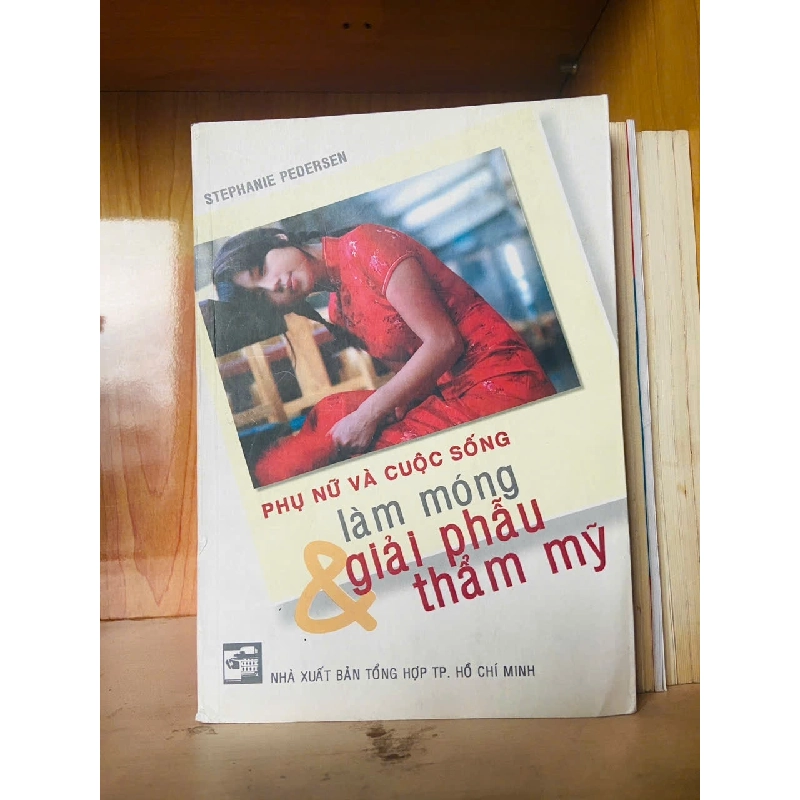 STEPHANIE PEDERSEN
PHỤ NỮ VÀ CUỘC SỐNG
làm móng
& giải phẫu
thẩm mỹ
NHÀ XUẤT BẢN TỔNG HỢP TP. HỒ CHÍ MINH